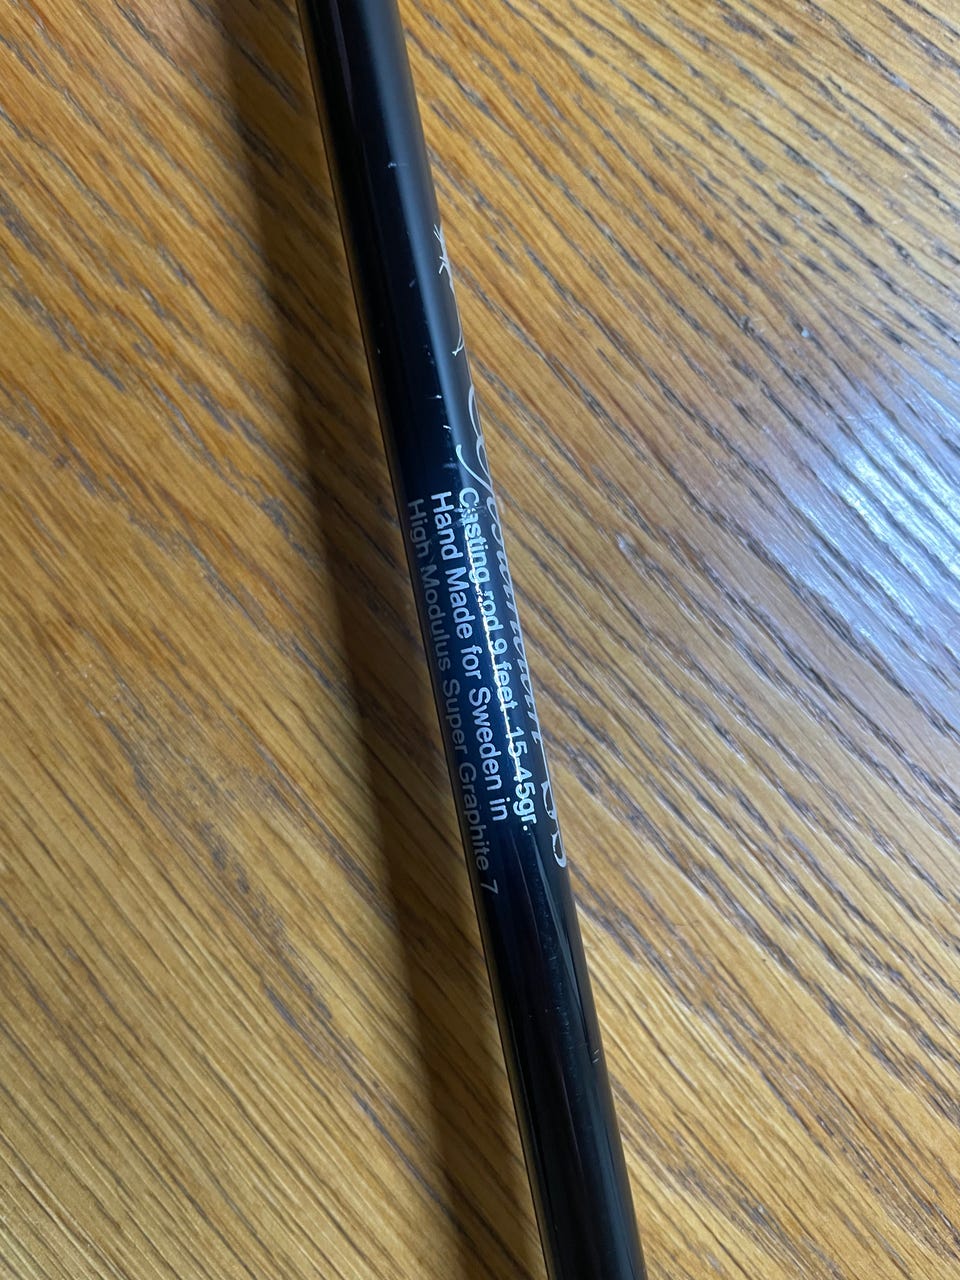 Casting rod 9 feet. 15-45gr.
Hand Made for Sweden in
High Modulus Super Graphite 7